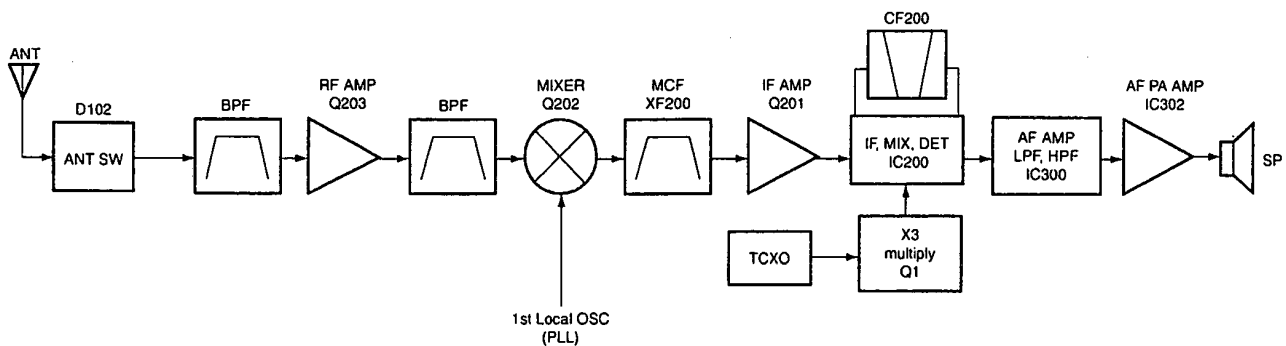 ANT
D102
ANT SW
BPF
RF AMP
Q203
BPF
MIXER
Q202
MCF
XF200
IF AMP
Q201
CF200
IF, MIX, DET
IC200
AF AMP
LPF, HPF
IC300
AF PA AMP
IC302
SP
TCXO
X3
multiply
Q1
1st Local OSC
(PLL)